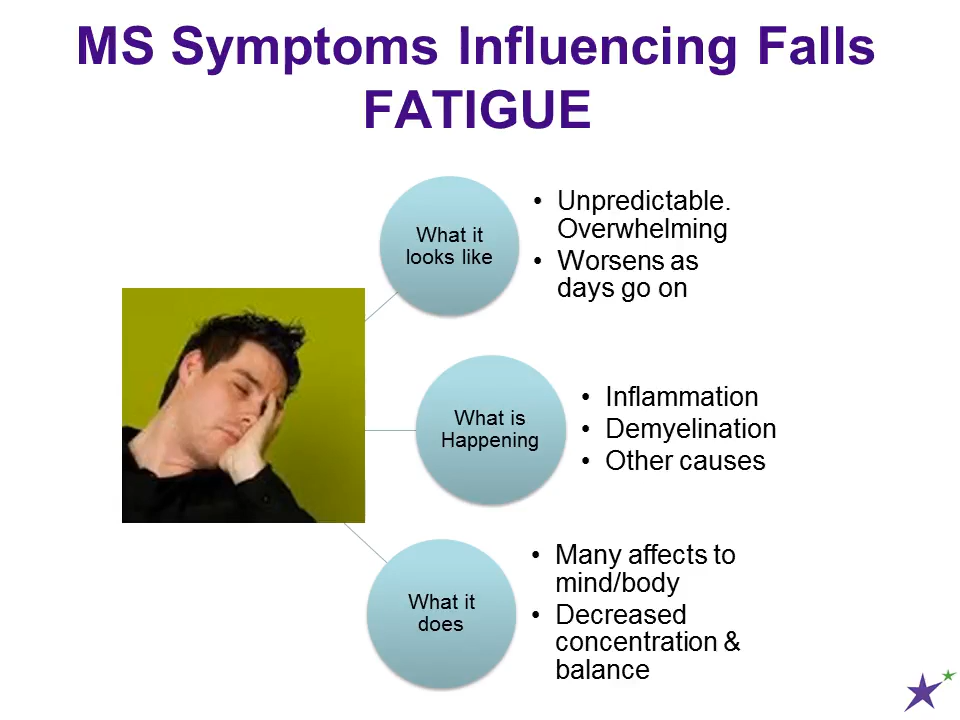 MS Symptoms Influencing Falls
FATIGUE
What it
looks like
• Unpredictable.
Overwhelming
• Worsens as
days go on
What is
Happening
• Inflammation
• Demyelination
• Other causes
What it
does
• Many affects to
mind/body
• Decreased
concentration &
balance